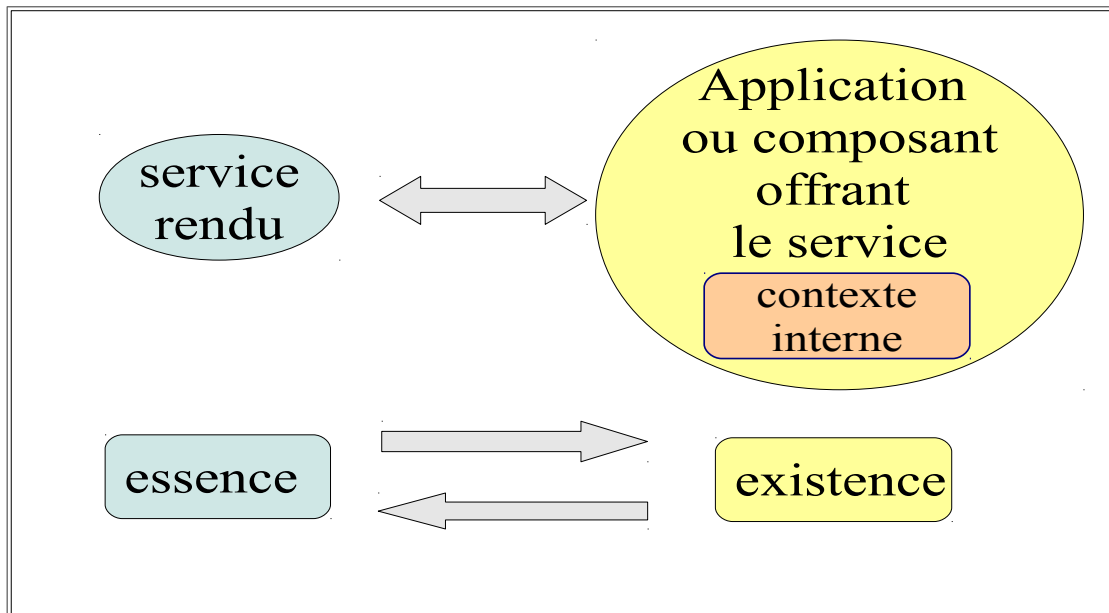 service
rendu
Application
ou composant
offrant
le service
contexte
interne
essence
existence